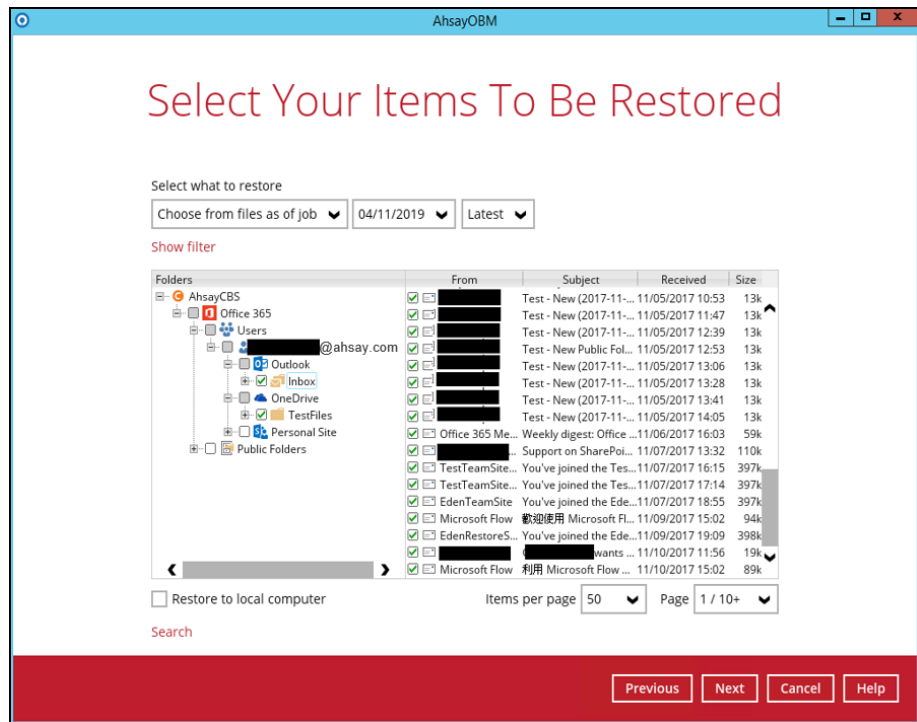 AhsayOBM
Select Your Items To Be Restored
Select what to restore
Choose from files as of job 04/11/2019 Latest
Show filter
Folders From Subject Received Size
AhsayCBS
Office 365
Users
@ahsay.com
Outlook
Inbox
OneDrive
TestFiles
Personal Site
Public Folders
Test - New (2017-11-... 11/05/2017 10:53 13k
Test - New (2017-11-... 11/05/2017 11:47 13k
Test - New (2017-11-... 11/05/2017 12:39 13k
Test - New Public Fol... 11/05/2017 12:53 13k
Test - New (2017-11-... 11/05/2017 13:06 13k
Test - New (2017-11-... 11/05/2017 13:28 13k
Test - New (2017-11-... 11/05/2017 13:41 13k
Test - New (2017-11-... 11/05/2017 14:05 13k
Office 365 Me... Weekly digest: Office ... 11/06/2017 16:03 59k
... Support on SharePoi... 11/07/2017 13:32 110k
TestTeamSite... You've joined the Tes... 11/07/2017 16:15 397k
TestTeamSite... You've joined the Tes... 11/07/2017 17:14 397k
EdenTeamSite You've joined the Ede... 11/07/2017 18:55 397k
Microsoft Flow 歡迎使用 Microsoft Fl... 11/09/2017 15:02 94k
EdenRestoreS... You've joined the Ede... 11/09/2017 19:09 398k
wants ... 11/10/2017 11:56 19k
Microsoft Flow 利用 Microsoft Flow ... 11/10/2017 15:02 89k
Restore to local computer Items per page 50 Page 1 / 10+
Search
Previous Next Cancel Help